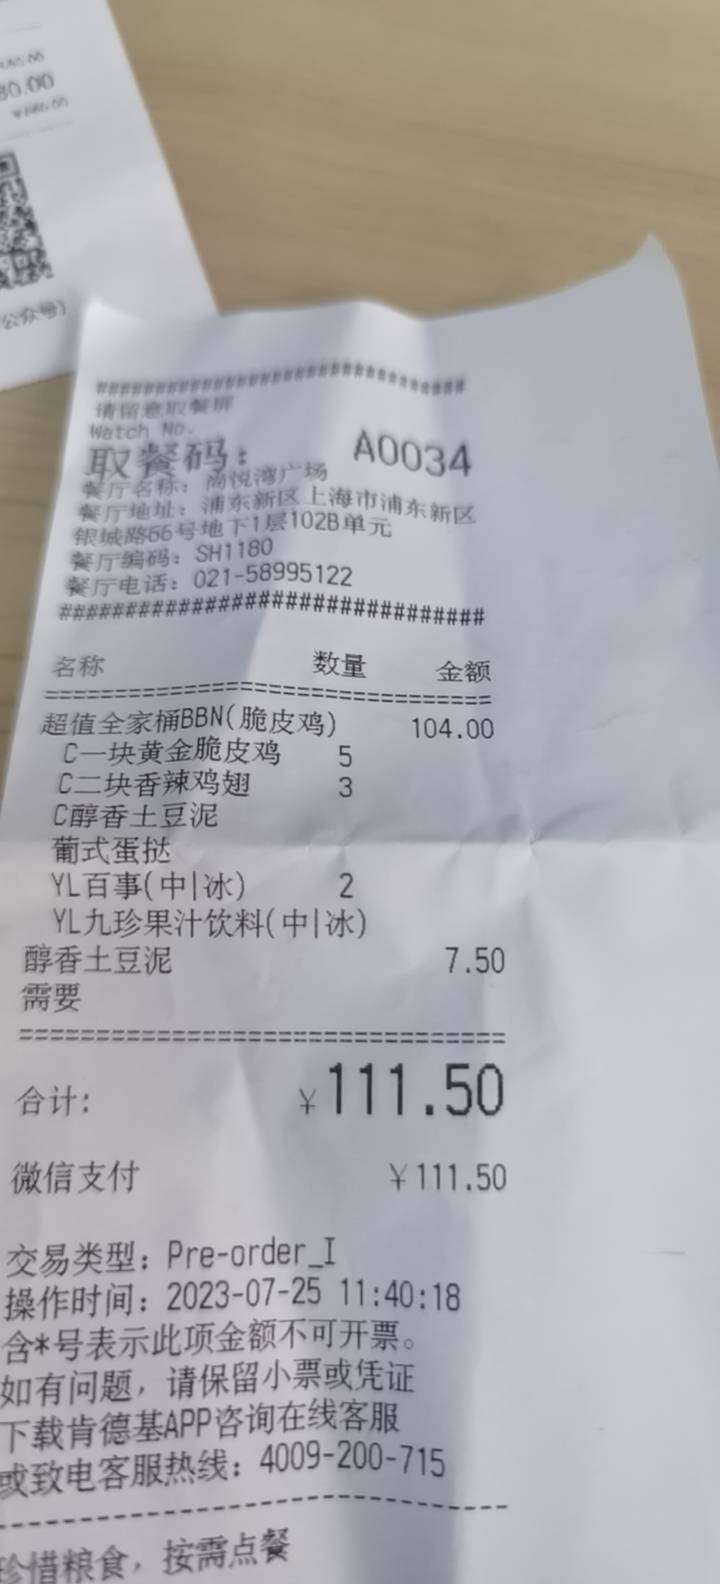 30.00
公众号)
################################
请留意取餐屏
Watch No.
取餐码: A0034
餐厅名称: 尚悦湾广场
餐厅地址: 浦东新区上海市浦东新区
银城路66号地下1层102B单元
餐厅编码: SH1180
餐厅电话: 021-58995122
################################
名称 数量 金额
================================
超值全家桶BBN(脆皮鸡) 104.00
C一块黄金脆皮鸡 5
C二块香辣鸡翅 3
C醇香土豆泥
葡式蛋挞
YL百事(中|冰) 2
YL九珍果汁饮料(中|冰)
醇香土豆泥 7.50
需要
================================
合计: ¥111.50
微信支付 ¥111.50
交易类型: Pre-order_I
操作时间: 2023-07-25 11:40:18
含*号表示此项金额不可开票。
如有问题, 请保留小票或凭证
下载肯德基APP咨询在线客服
或致电客服热线: 4009-200-715
--------------------------------
珍惜粮食, 按需点餐